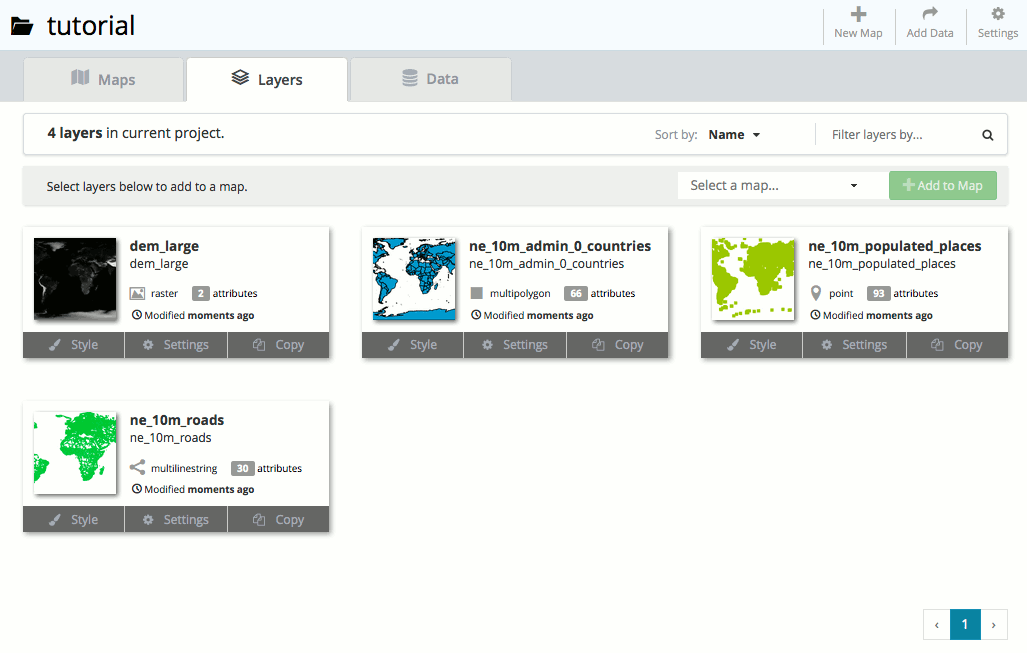 tutorial
New Map
Add Data
Settings
Maps
Layers
Data
4 layers in current project.
Sort by: Name
Filter layers by...
Select layers below to add to a map.
Select a map...
Add to Map
dem_large
dem_large
raster 2 attributes
Modified moments ago
Style Settings Copy
ne_10m_admin_0_countries
ne_10m_admin_0_countries
multipolygon 66 attributes
Modified moments ago
Style Settings Copy
ne_10m_populated_places
ne_10m_populated_places
point 93 attributes
Modified moments ago
Style Settings Copy
ne_10m_roads
ne_10m_roads
multilinestring 30 attributes
Modified moments ago
Style Settings Copy
‹ 1 ›